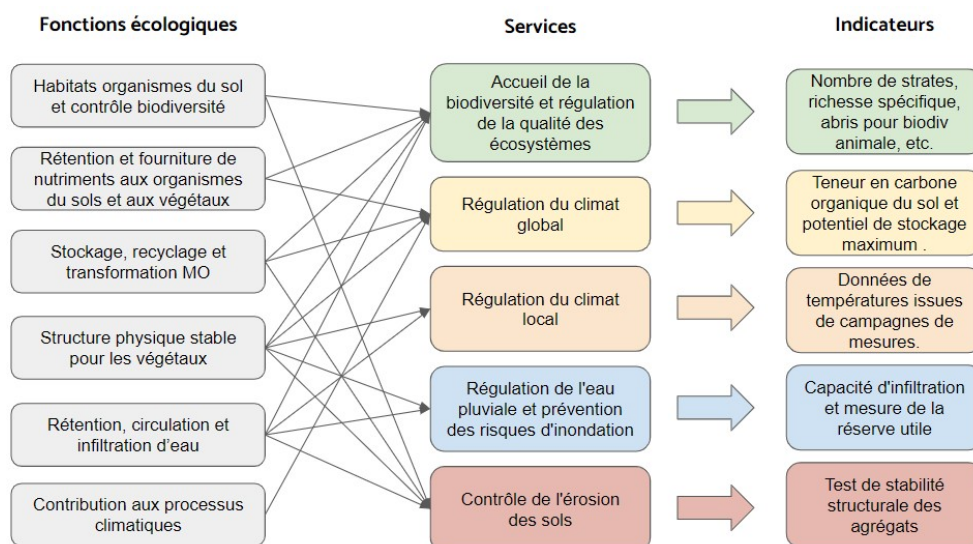 Fonctions écologiques
Services
Indicateurs
Habitats organismes du sol
et contrôle biodiversité
Rétention et fourniture de
nutriments aux organismes
du sols et aux végétaux
Stockage, recyclage et
transformation MO
Structure physique stable
pour les végétaux
Rétention, circulation et
infiltration d’eau
Contribution aux processus
climatiques
Accueil de la
biodiversité et régulation
de la qualité des
écosystèmes
Régulation du climat
global
Régulation du climat
local
Régulation de l'eau
pluviale et prévention
des risques d'inondation
Contrôle de l'érosion
des sols
Nombre de strates,
richesse spécifique,
abris pour biodiv
animale, etc.
Teneur en carbone
organique du sol et
potentiel de stockage
maximum .
Données de
températures issues
de campagnes de
mesures.
Capacité d'infiltration
et mesure de la
réserve utile
Test de stabilité
structurale des
agrégats